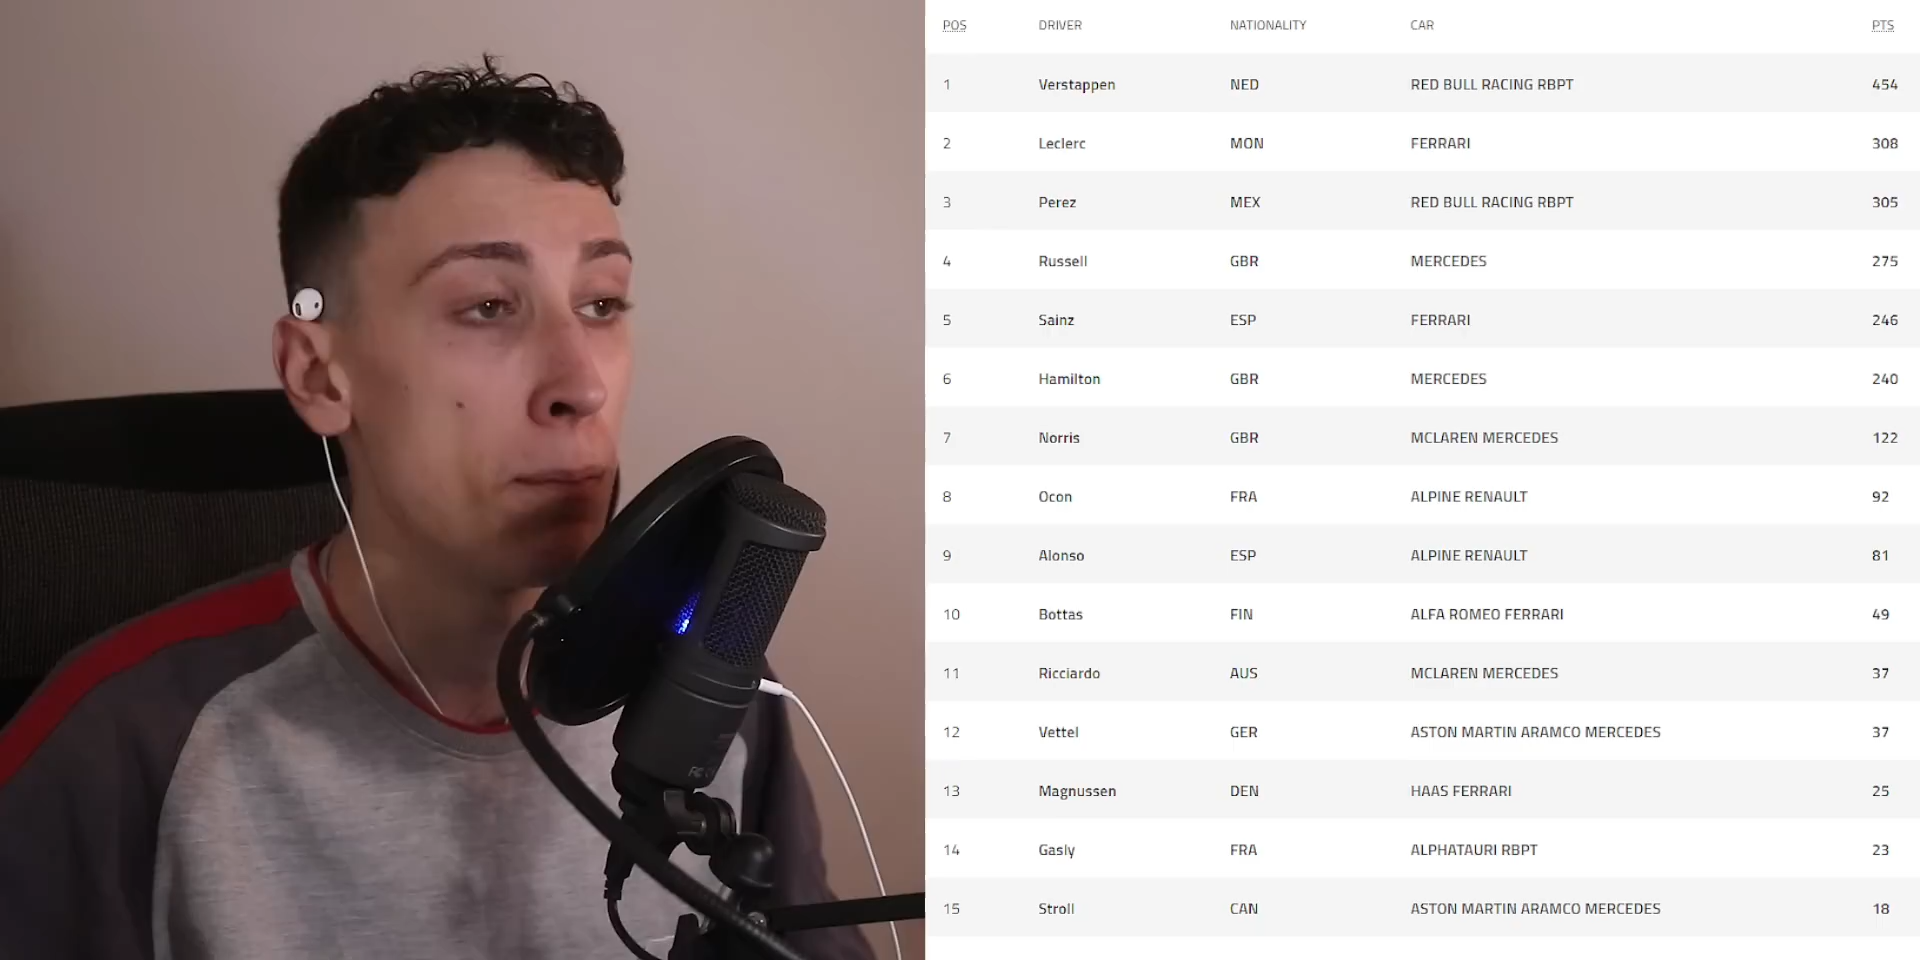 POS DRIVER NATIONALITY CAR PTS
1 Verstappen NED RED BULL RACING RBPT 454
2 Leclerc MON FERRARI 308
3 Perez MEX RED BULL RACING RBPT 305
4 Russell GBR MERCEDES 275
5 Sainz ESP FERRARI 246
6 Hamilton GBR MERCEDES 240
7 Norris GBR MCLAREN MERCEDES 122
8 Ocon FRA ALPINE RENAULT 92
9 Alonso ESP ALPINE RENAULT 81
10 Bottas FIN ALFA ROMEO FERRARI 49
11 Ricciardo AUS MCLAREN MERCEDES 37
12 Vettel GER ASTON MARTIN ARAMCO MERCEDES 37
13 Magnussen DEN HAAS FERRARI 25
14 Gasly FRA ALPHATAURI RBPT 23
15 Stroll CAN ASTON MARTIN ARAMCO MERCEDES 18